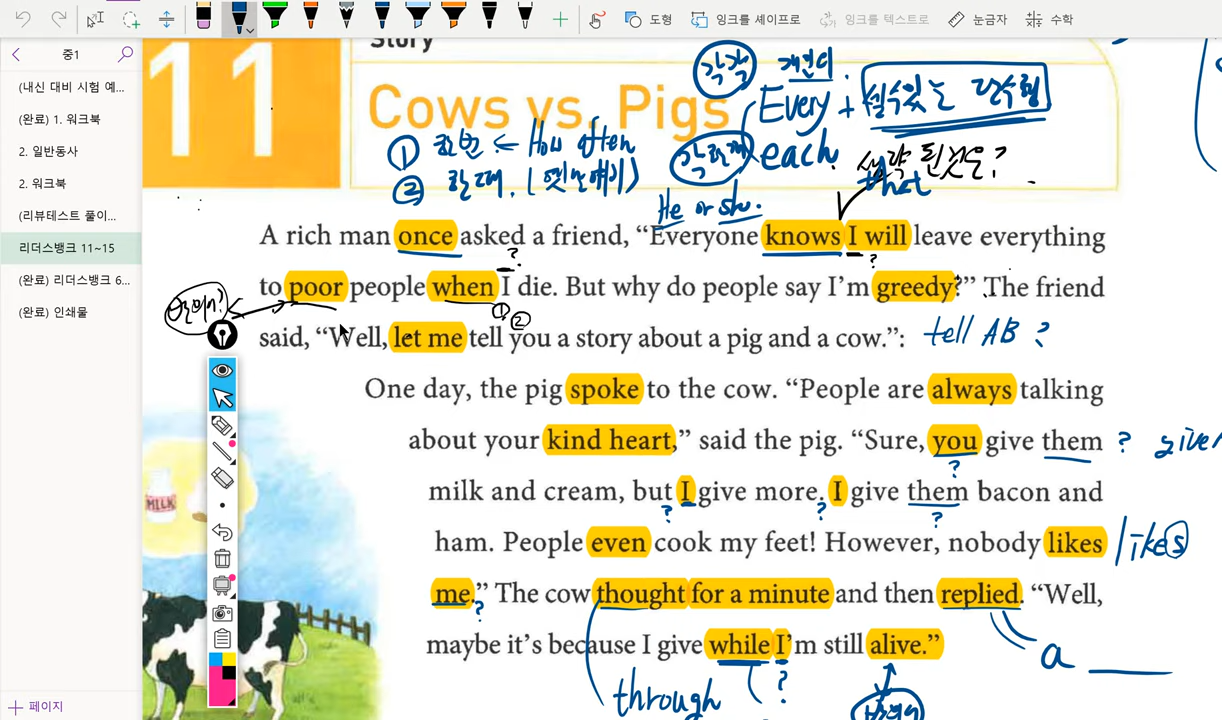 도형
잉크를 셰이프로
잉크를 텍스트로
눈금자
수학
중1
(내신 대비 시험 예...
(완료) 1. 워크북
2. 일반동사
2. 워크북
(리뷰테스트 풀이...
리더스뱅크 11~15
(완료) 리더스뱅크 6...
(완료) 인쇄물
페이지
11
Story
Cows vs. Pigs
각각
개별의
Every + 셀수있는 단수형
each
① 한번 ← How often
② 한때, (옛날얘기)
생략 된것은?
that
He or she.
A rich man once asked a friend, “Everyone knows I will leave everything
to poor people when I die. But why do people say I’m greedy?” The friend
① ②
said, “Well, let me tell you a story about a pig and a cow.”:
tell AB ?
One day, the pig spoke to the cow. “People are always talking
about your kind heart,” said the pig. “Sure, you give them
?
milk and cream, but I give more. I give them bacon and
ham. People even cook my feet! However, nobody likes
likes
me.” The cow thought for a minute and then replied. “Well,
maybe it’s because I give while I’m still alive.”
a
through
?
MILK